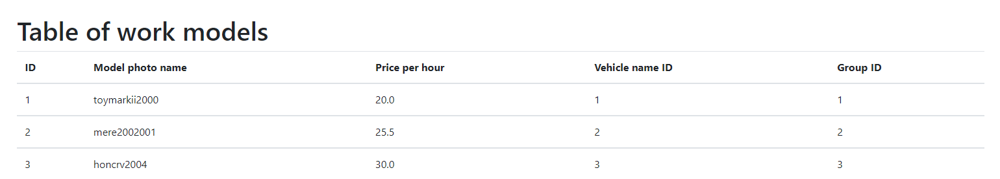 Table of work models
ID Model photo name Price per hour Vehicle name ID Group ID
1 toymarkii2000 20.0 1 1
2 mere2002001 25.5 2 2
3 honcrv2004 30.0 3 3